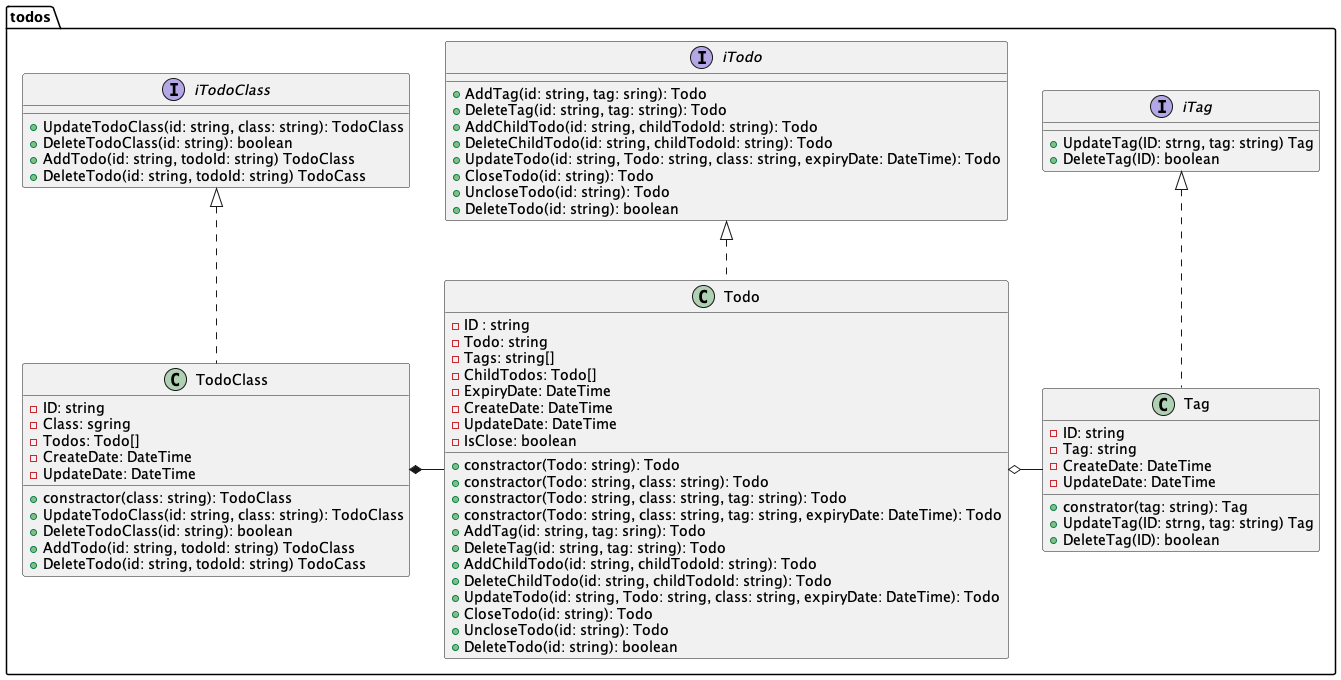 todos
I iTodoClass
UpdateTodoClass(id: string, class: string): TodoClass
DeleteTodoClass(id: string): boolean
AddTodo(id: string, todoId: string) TodoClass
DeleteTodo(id: string, todoId: string) TodoCass
I iTodo
AddTag(id: string, tag: sring): Todo
DeleteTag(id: string, tag: string): Todo
AddChildTodo(id: string, childTodoId: string): Todo
DeleteChildTodo(id: string, childTodoId: string): Todo
UpdateTodo(id: string, Todo: string, class: string, expiryDate: DateTime): Todo
CloseTodo(id: string): Todo
UncloseTodo(id: string): Todo
DeleteTodo(id: string): boolean
I iTag
UpdateTag(ID: strng, tag: string) Tag
DeleteTag(ID): boolean
C TodoClass
ID: string
Class: sgring
Todos: Todo[]
CreateDate: DateTime
UpdateDate: DateTime
constractor(class: string): TodoClass
UpdateTodoClass(id: string, class: string): TodoClass
DeleteTodoClass(id: string): boolean
AddTodo(id: string, todoId: string) TodoClass
DeleteTodo(id: string, todoId: string) TodoCass
C Todo
ID : string
Todo: string
Tags: string[]
ChildTodos: Todo[]
ExpiryDate: DateTime
CreateDate: DateTime
UpdateDate: DateTime
IsClose: boolean
constractor(Todo: string): Todo
constractor(Todo: string, class: string): Todo
constractor(Todo: string, class: string, tag: string): Todo
constractor(Todo: string, class: string, tag: string, expiryDate: DateTime): Todo
AddTag(id: string, tag: sring): Todo
DeleteTag(id: string, tag: string): Todo
AddChildTodo(id: string, childTodoId: string): Todo
DeleteChildTodo(id: string, childTodoId: string): Todo
UpdateTodo(id: string, Todo: string, class: string, expiryDate: DateTime): Todo
CloseTodo(id: string): Todo
UncloseTodo(id: string): Todo
DeleteTodo(id: string): boolean
C Tag
ID: string
Tag: string
CreateDate: DateTime
UpdateDate: DateTime
constrator(tag: string): Tag
UpdateTag(ID: strng, tag: string) Tag
DeleteTag(ID): boolean